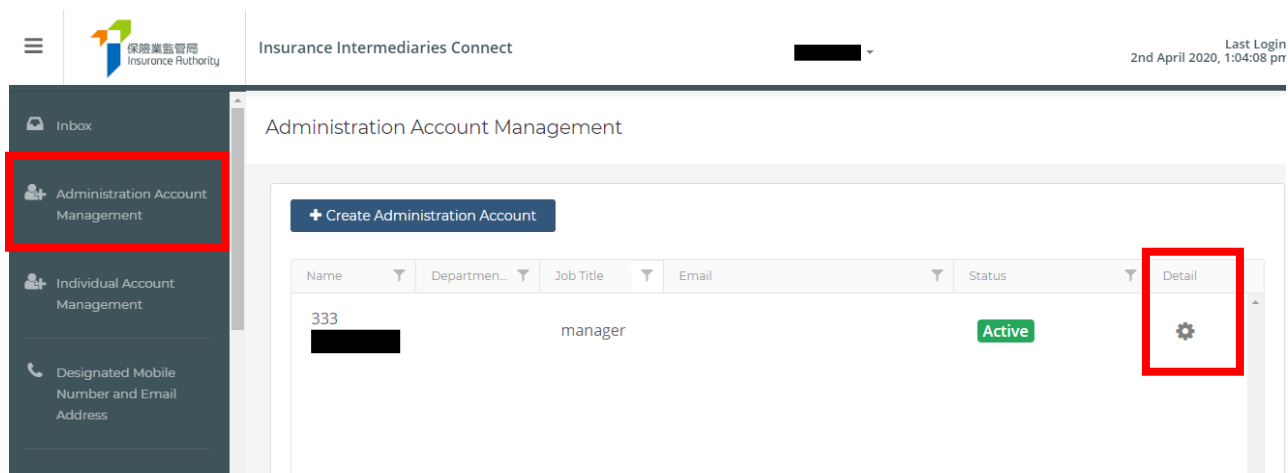 保險業監管局
Insurance Authority
Insurance Intermediaries Connect
Last Login
2nd April 2020, 1:04:08 pm
Inbox
Administration Account
Management
Individual Account
Management
Designated Mobile
Number and Email
Address
Administration Account Management
Create Administration Account
Name
Departmen...
Job Title
Email
Status
Detail
333
manager
Active